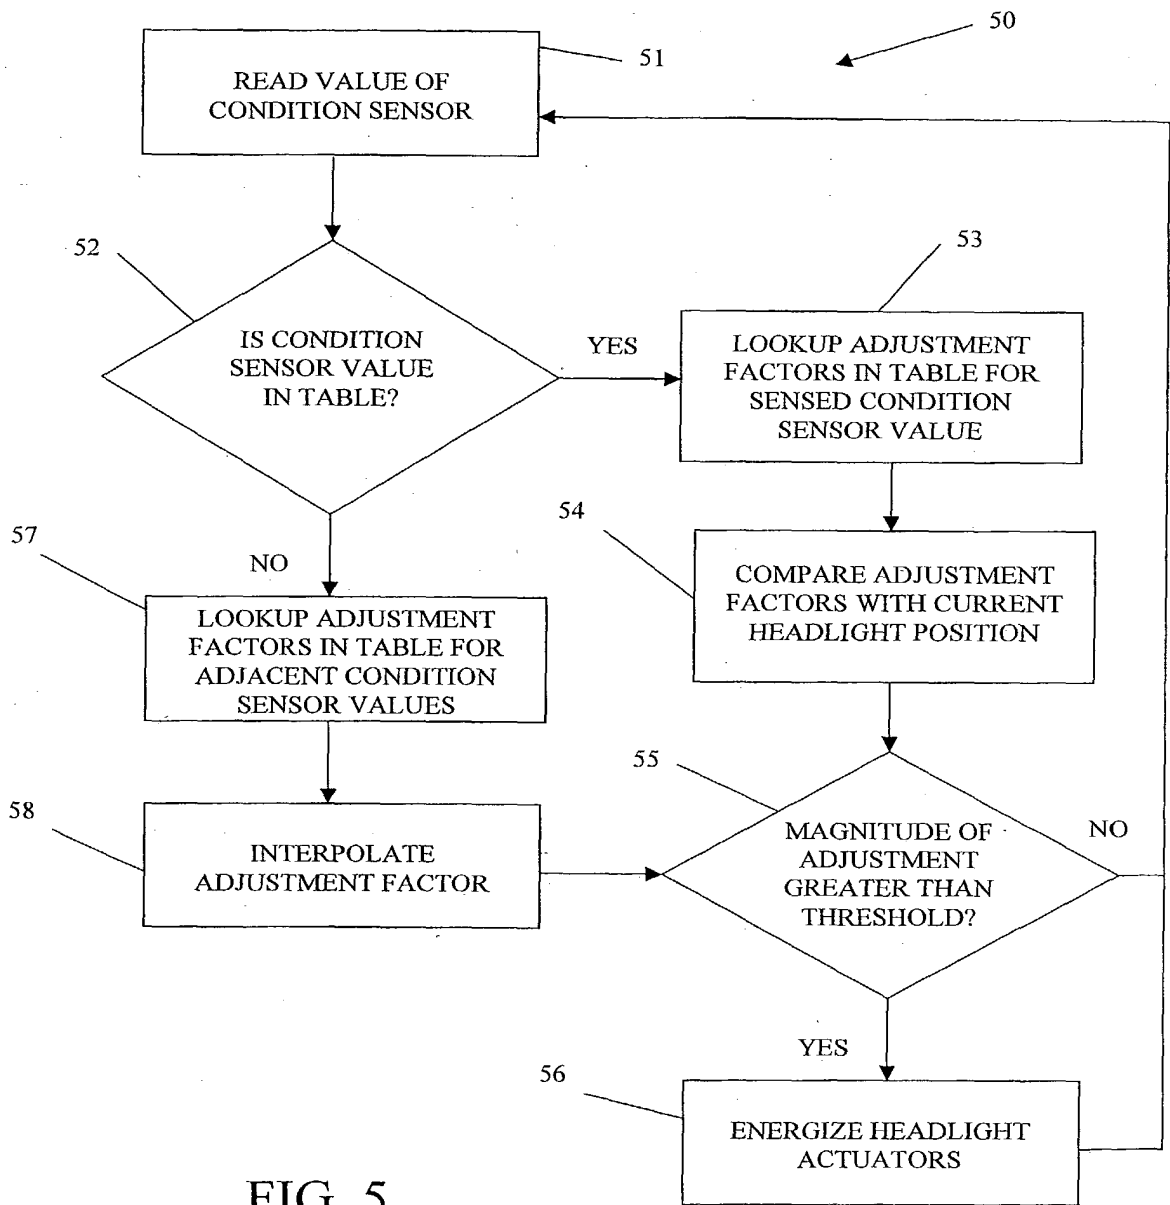 50
51
READ VALUE OF
CONDITION SENSOR
52
IS CONDITION
SENSOR VALUE
IN TABLE?
YES
53
LOOKUP ADJUSTMENT
FACTORS IN TABLE FOR
SENSED CONDITION
SENSOR VALUE
54
COMPARE ADJUSTMENT
FACTORS WITH CURRENT
HEADLIGHT POSITION
57
NO
LOOKUP ADJUSTMENT
FACTORS IN TABLE FOR
ADJACENT CONDITION
SENSOR VALUES
58
INTERPOLATE
ADJUSTMENT FACTOR
55
MAGNITUDE OF
ADJUSTMENT
GREATER THAN
THRESHOLD?
NO
YES
56
ENERGIZE HEADLIGHT
ACTUATORS
FIG. 5